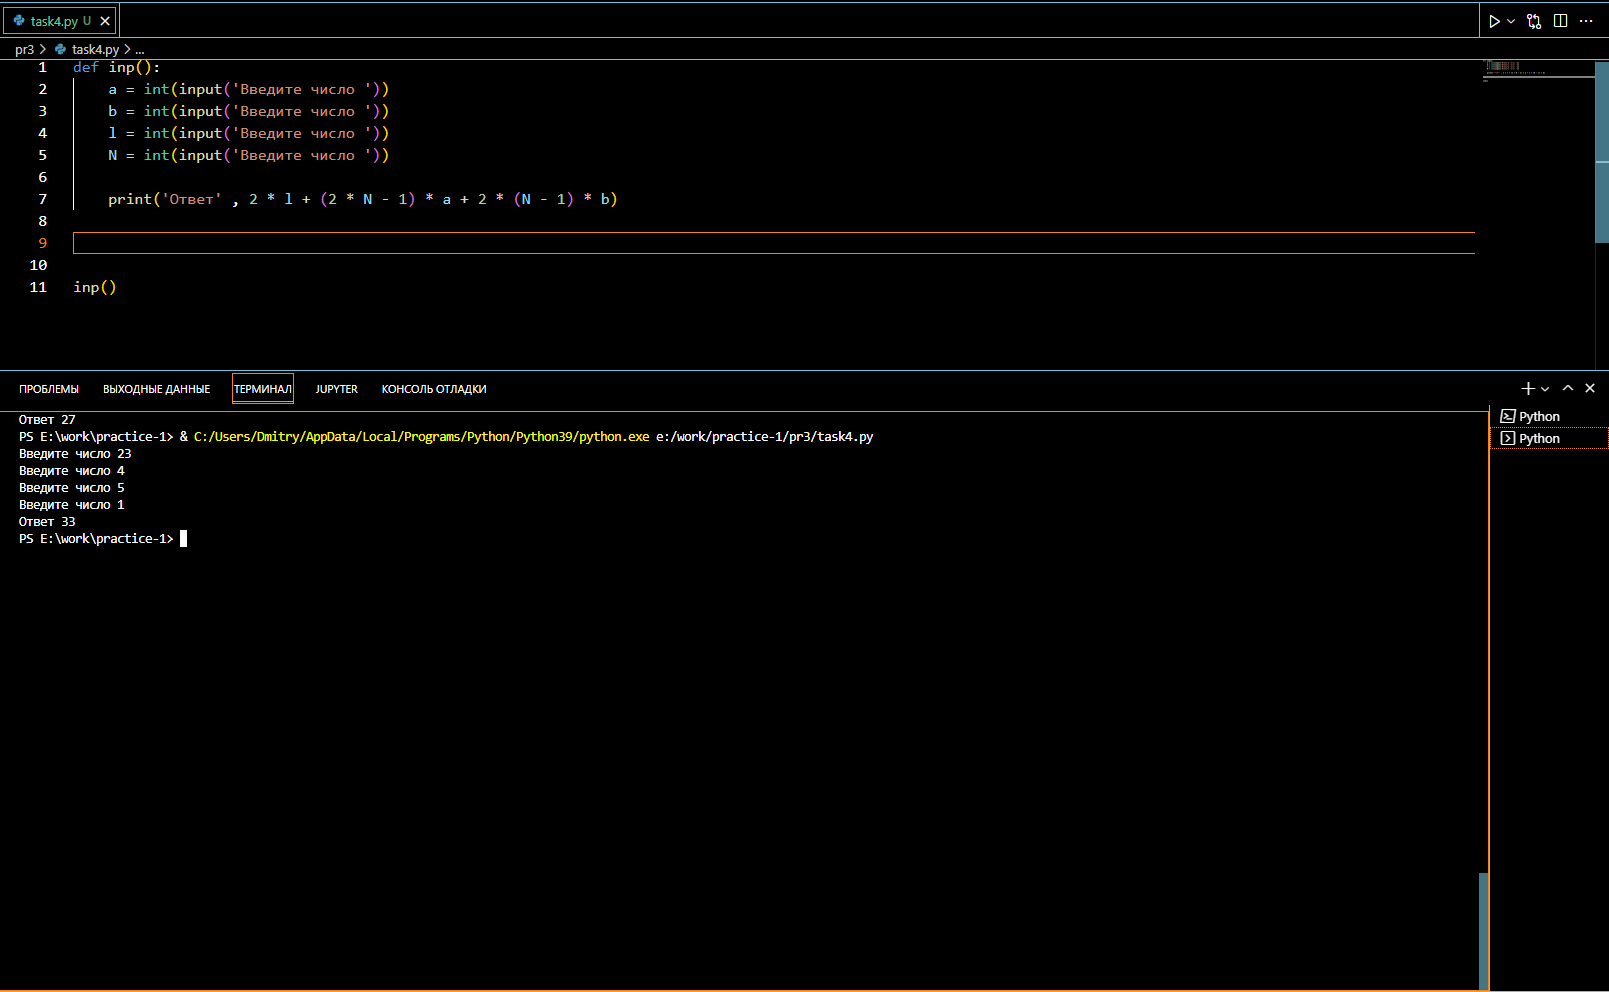 task4.py U
pr3 > task4.py > ...
1 def inp():
2 a = int(input('Введите число '))
3 b = int(input('Введите число '))
4 l = int(input('Введите число '))
5 N = int(input('Введите число '))
6
7 print('Ответ' , 2 * l + (2 * N - 1) * a + 2 * (N - 1) * b)
8
9
10
11 inp()
ПРОБЛЕМЫ ВЫХОДНЫЕ ДАННЫЕ ТЕРМИНАЛ JUPYTER КОНСОЛЬ ОТЛАДКИ
Ответ 27
PS E:\work\practice-1> & C:/Users/Dmitry/AppData/Local/Programs/Python/Python39/python.exe e:/work/practice-1/pr3/task4.py
Введите число 23
Введите число 4
Введите число 5
Введите число 1
Ответ 33
PS E:\work\practice-1>
Python
Python